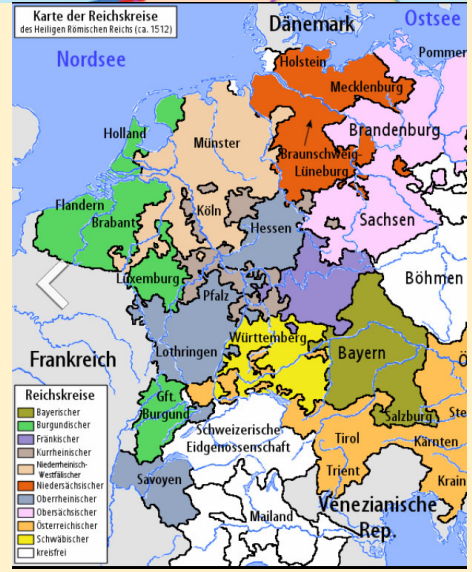 Karte der Reichskreise
des Heiligen Römischen Reichs (ca. 1512)
Dänemark
Ostsee
Nordsee
Holstein
Pommer
Mecklenburg
Holland
Münster
Brandenburg
Braunschweig-
Lüneburg
Flandern
Brabant
Köln
Hessen
Sachsen
Luxemburg
Pfalz
Böhmen
Württemberg
Bayern
Frankreich
Lothringen
Ö
Gft.
Burgund
Salzburg
Ste
Schweizerische
Eidgenossenschaft
Tirol
Kärnten
Trient
Krain
Savoyen
Mailand
Venezianische
Rep.
Reichskreise
Bayerischer
Burgundischer
Fränkischer
Kurrheinischer
Niederrheinisch-
Westfälischer
Niedersächsischer
Oberrheinischer
Obersächsischer
Österreichischer
Schwäbischer
kreisfrei